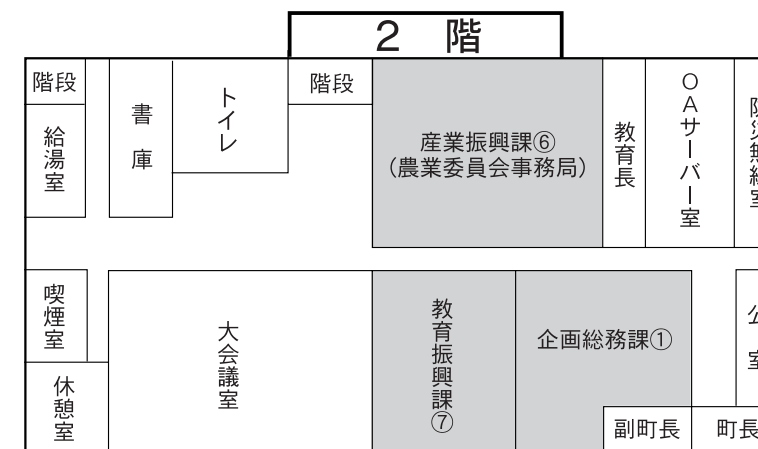 2 階
階段
書庫
トイレ
階段
産業振興課⑥
(農業委員会事務局)
教育長
OAサーバー室
給湯室
喫煙室
大会議室
教育振興課⑦
企画総務課①
休憩室
副町長
町長